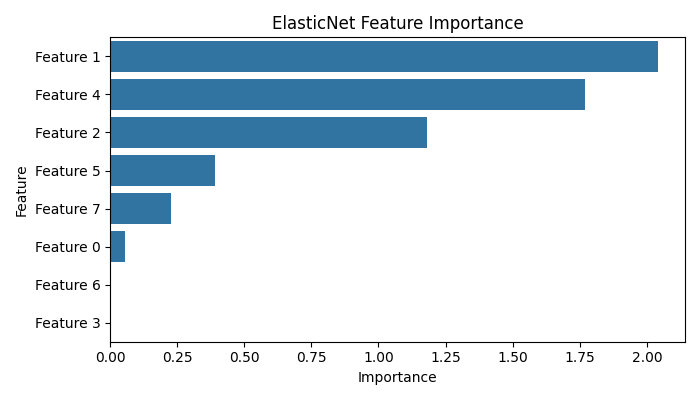 ElasticNet Feature Importance
Feature 1
Feature 4
Feature 2
Feature 5
Feature 7
Feature 0
Feature 6
Feature 3
Feature
0.00 0.25 0.50 0.75 1.00 1.25 1.50 1.75 2.00
Importance